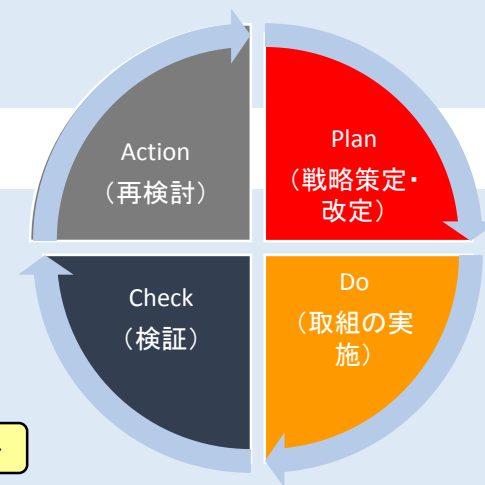 Action
（再検討）
Plan
（戦略策定・
改定）
Check
（検証）
Do
（取組の実
施）